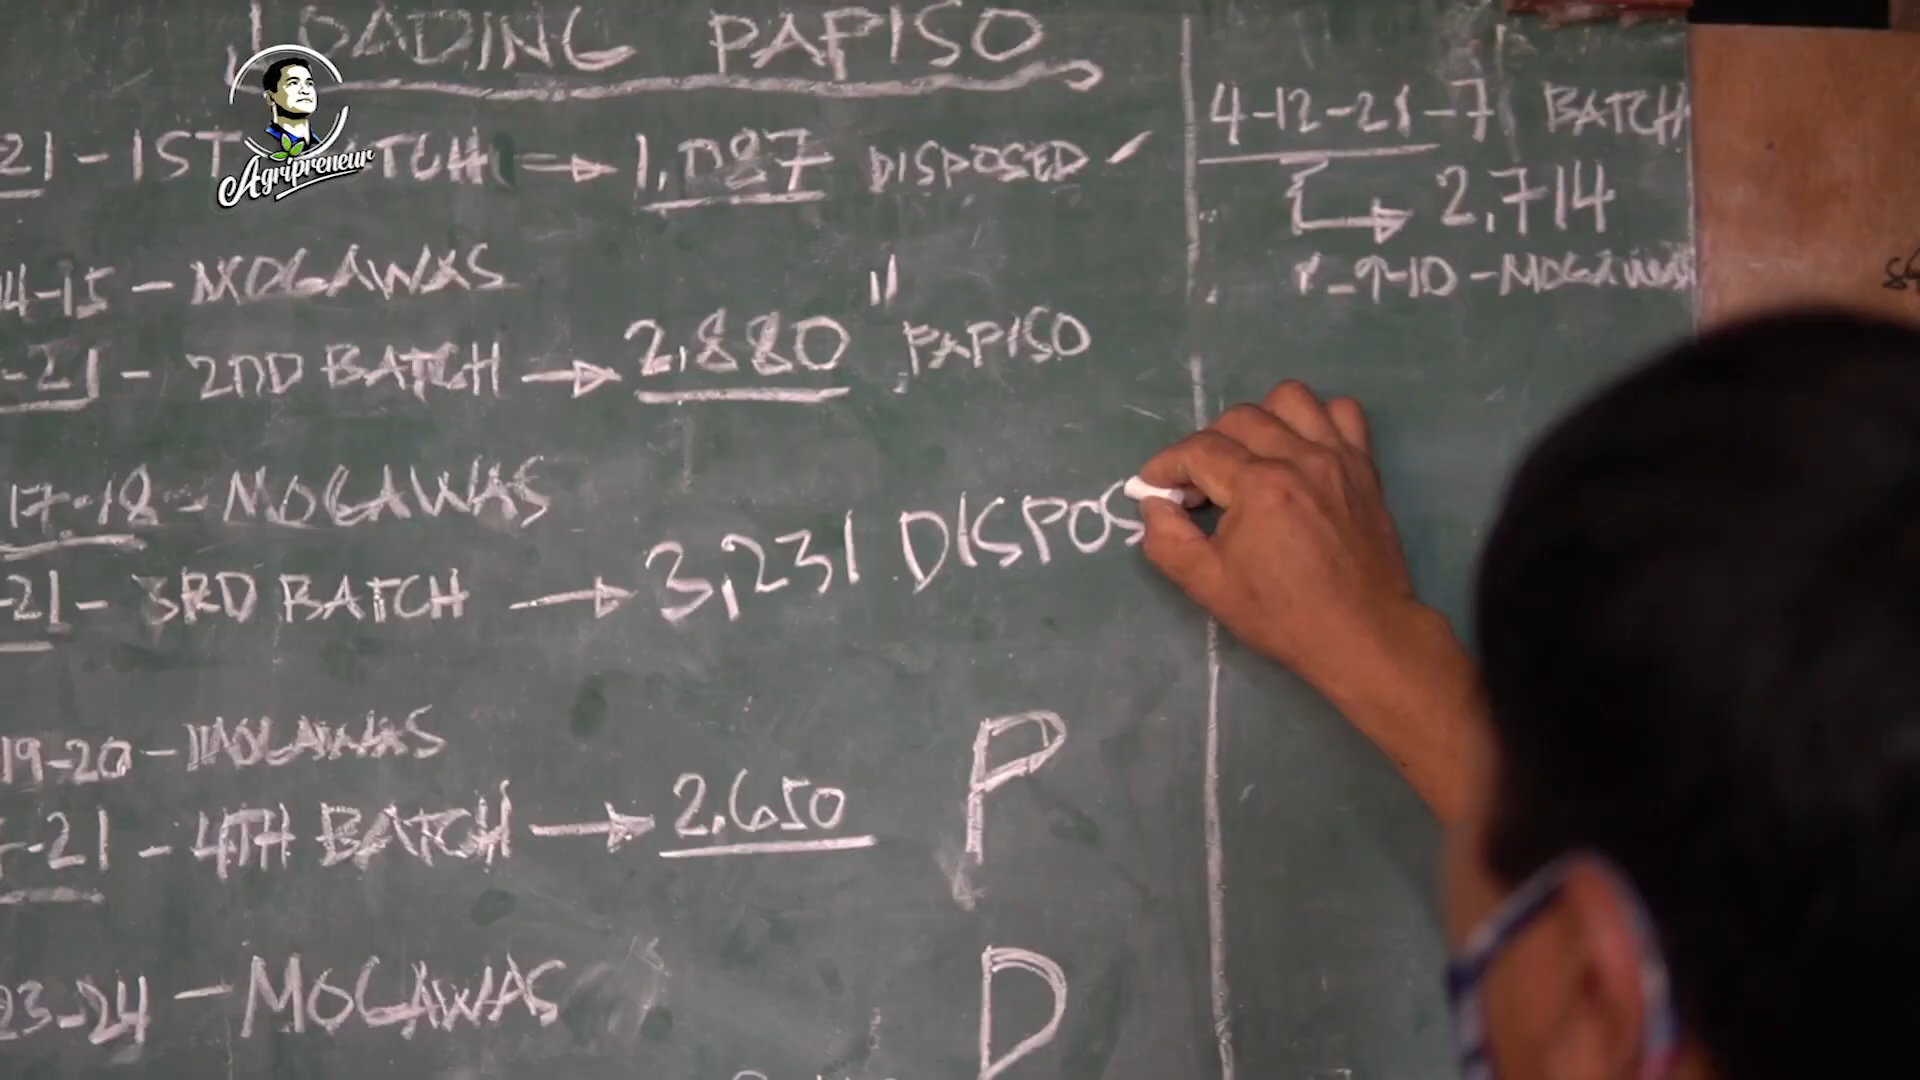 LOADING PAPISO
Agripreneur
21 - 1ST TCH → 1,087 DISPOSED
14-15 - MOGAWAS "
-21 - 2ND BATCH → 2,880 PAPISO
17-18 - MOGAWAS
-21 - 3RD BATCH → 3,231 DISPOS
19-20 - MOGAWAS
-21 - 4TH BATCH → 2,650 P
23-24 - MOGAWAS D
4-12-21-7 BATCH
→ 2,714
-9-10 - MOGAWAS